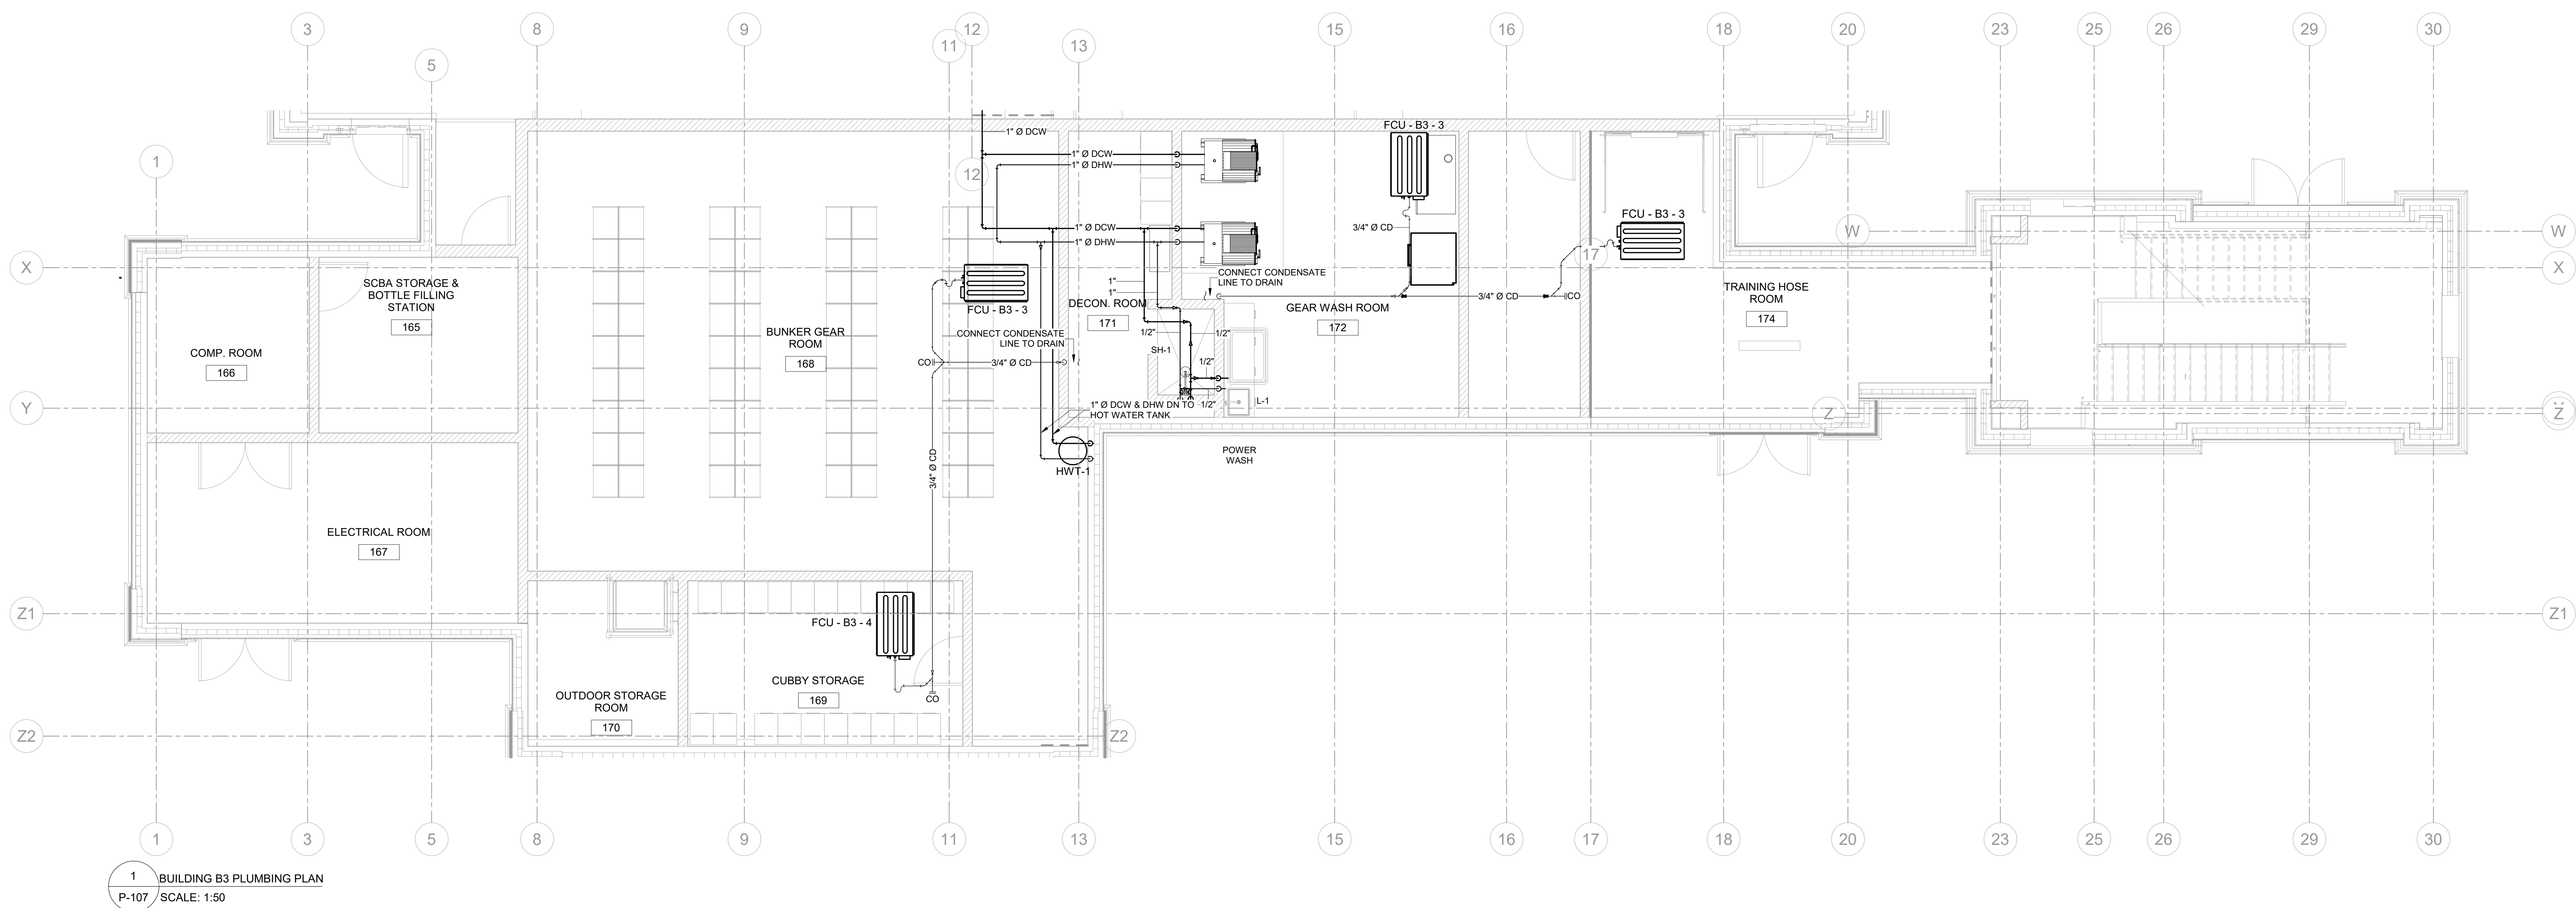 3
8
9
11
12
13
15
16
18
20
23
25
26
29
30
5
1
1" Ø DCW
FCU - B3 - 3
1" Ø DCW
1" Ø DHW
12
3/4" Ø CD
FCU - B3 - 3
W
W
1" Ø DCW
1" Ø DHW
17
X
X
CONNECT CONDENSATE
LINE TO DRAIN
1"
1"
SCBA STORAGE &
BOTTLE FILLING
STATION
165
FCU - B3 - 3
DECON. ROOM
171
3/4" Ø CD
CO
GEAR WASH ROOM
172
TRAINING HOSE
ROOM
174
BUNKER GEAR
ROOM
168
CONNECT CONDENSATE
LINE TO DRAIN
1/2"
1/2"
SH-1
COMP. ROOM
166
CO
3/4" Ø CD
1/2"
1" Ø DCW & DHW DN TO
HOT WATER TANK
1/2"
L-1
Y
Z
Z
POWER
WASH
3/4" Ø CD
HWT-1
ELECTRICAL ROOM
167
Z1
Z1
FCU - B3 - 4
CUBBY STORAGE
169
CO
OUTDOOR STORAGE
ROOM
170
Z2
Z2
1
3
5
8
9
11
13
15
16
17
18
20
23
25
26
29
30
1
BUILDING B3 PLUMBING PLAN
P-107
SCALE: 1:50